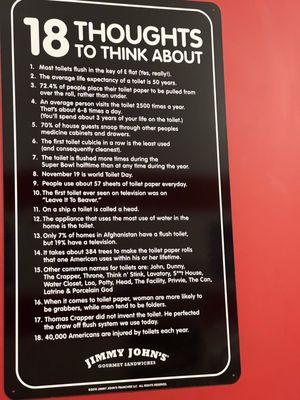 18 THOUGHTS
TO THINK ABOUT
1. Most toilets flush in the key of E flat (Yes, really!).
2. The average life expectancy of a toilet is 50 years.
3. 72.4% of people place their toilet paper to be pulled from
over the roll, rather than under.
4. An average person visits the toilet 2500 times a year.
That's about 6-8 times a day.
(You'll spend about 3 years of your life on the toilet.)
5. 70% of house guests snoop through other peoples
medicine cabinets and drawers.
6. The first toilet cubicle in a row is the least used
(and consequently cleanest).
7. The toilet is flushed more times during the
Super Bowl halftime than at any time during the year.
8. November 19 is world Toilet Day.
9. People use about 57 sheets of toilet paper everyday.
10. The first toilet ever seen on television was on
"Leave It To Beaver."
11. On a ship a toilet is called a head.
12. The appliance that uses the most use of water in the
home is the toilet.
13. Only 7% of homes in Afghanistan have a flush toilet,
but 19% have a television.
14. It takes about 384 trees to make the toilet paper rolls
that one American uses within his or her lifetime.
15. Other common names for toilets are: John, Dunny,
The Crapper, Throne, Think n' Stink, Lavatory, S**t House,
Water Closet, Loo, Potty, Head, The Facility, Privvie, The Can,
Latrine & Porcelain God
16. When it comes to toilet paper, woman are more likely to
be grabbers, while men tend to be folders.
17. Thomas Crapper did not invent the toilet. He perfected
the draw off flush system we use today.
18. 40,000 Americans are injured by toilets each year.
JIMMY JOHN'S
GOURMET SANDWICHES
JIMMY JOHN'S FRANCHISE LLC ALL RIGHTS RESERVED.